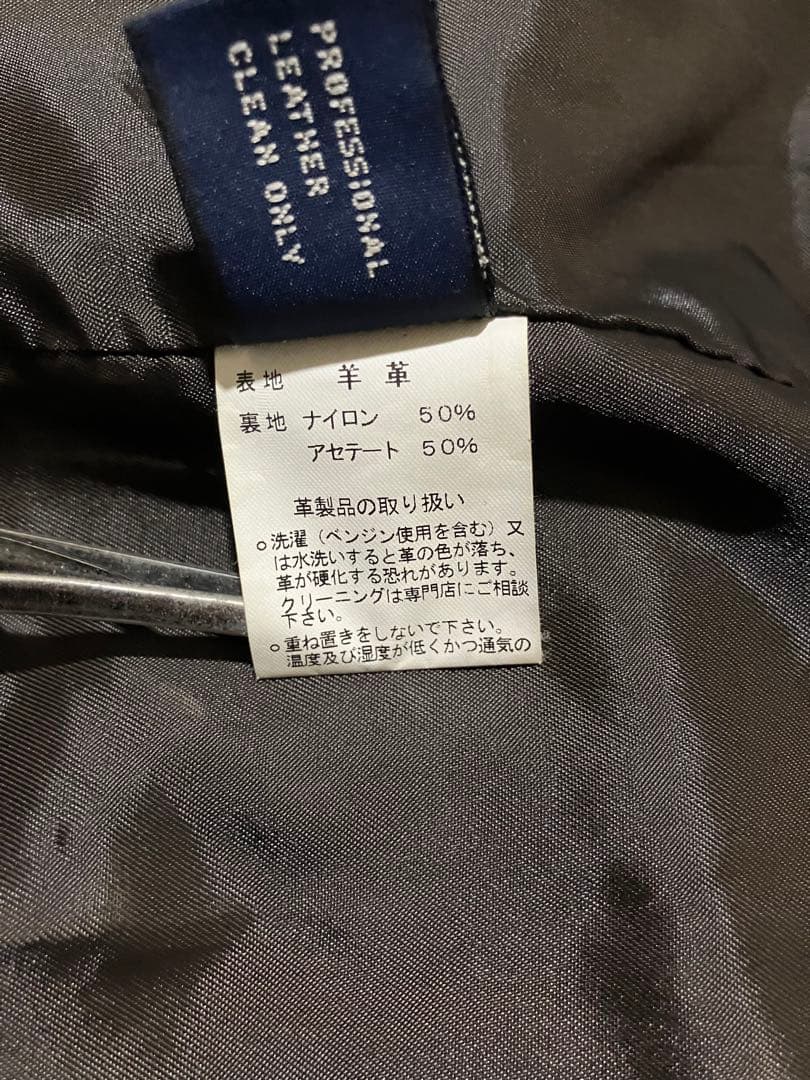 PROFESSIONAL
LEATHER
CLEAN ONLY
表地 羊革
裏地 ナイロン 50%
アセテート 50%
革製品の取り扱い
○洗濯(ベンジン使用を含む)又
は水洗いすると革の色が落ち、
革が硬化する恐れがあります。
クリーニングは専門店にご相談
下さい。
○重ね置きをしないで下さい。
温度及び湿度が低くかつ通気の